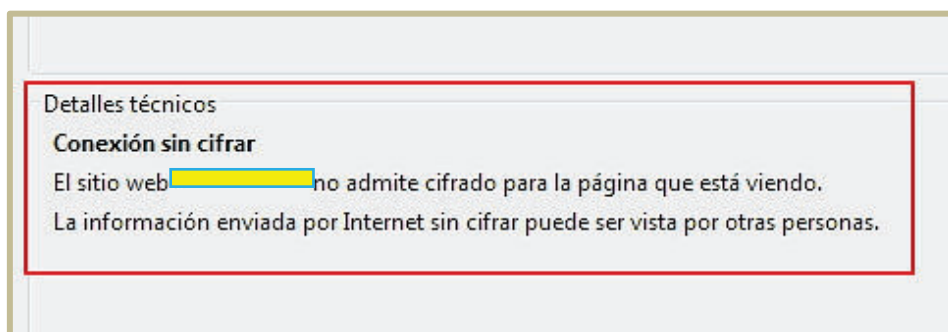 Detalles técnicos
Conexión sin cifrar
El sitio web no admite cifrado para la página que está viendo.
La información enviada por Internet sin cifrar puede ser vista por otras personas.